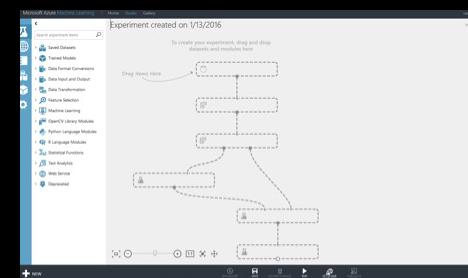 Microsoft Azure Machine Learning
Home
Studio
Gallery
Search experiment items
Saved Datasets
Trained Models
Data Format Conversions
Data Input and Output
Data Transformation
Feature Selection
Machine Learning
OpenCV Library Modules
Python Language Modules
R Language Modules
Statistical Functions
Text Analytics
Web Service
Deprecated
Experiment created on 1/13/2016
To create your experiment, drag and drop
datasets and modules here
Drag Items Here
1:1
NEW
SAVE
RUN